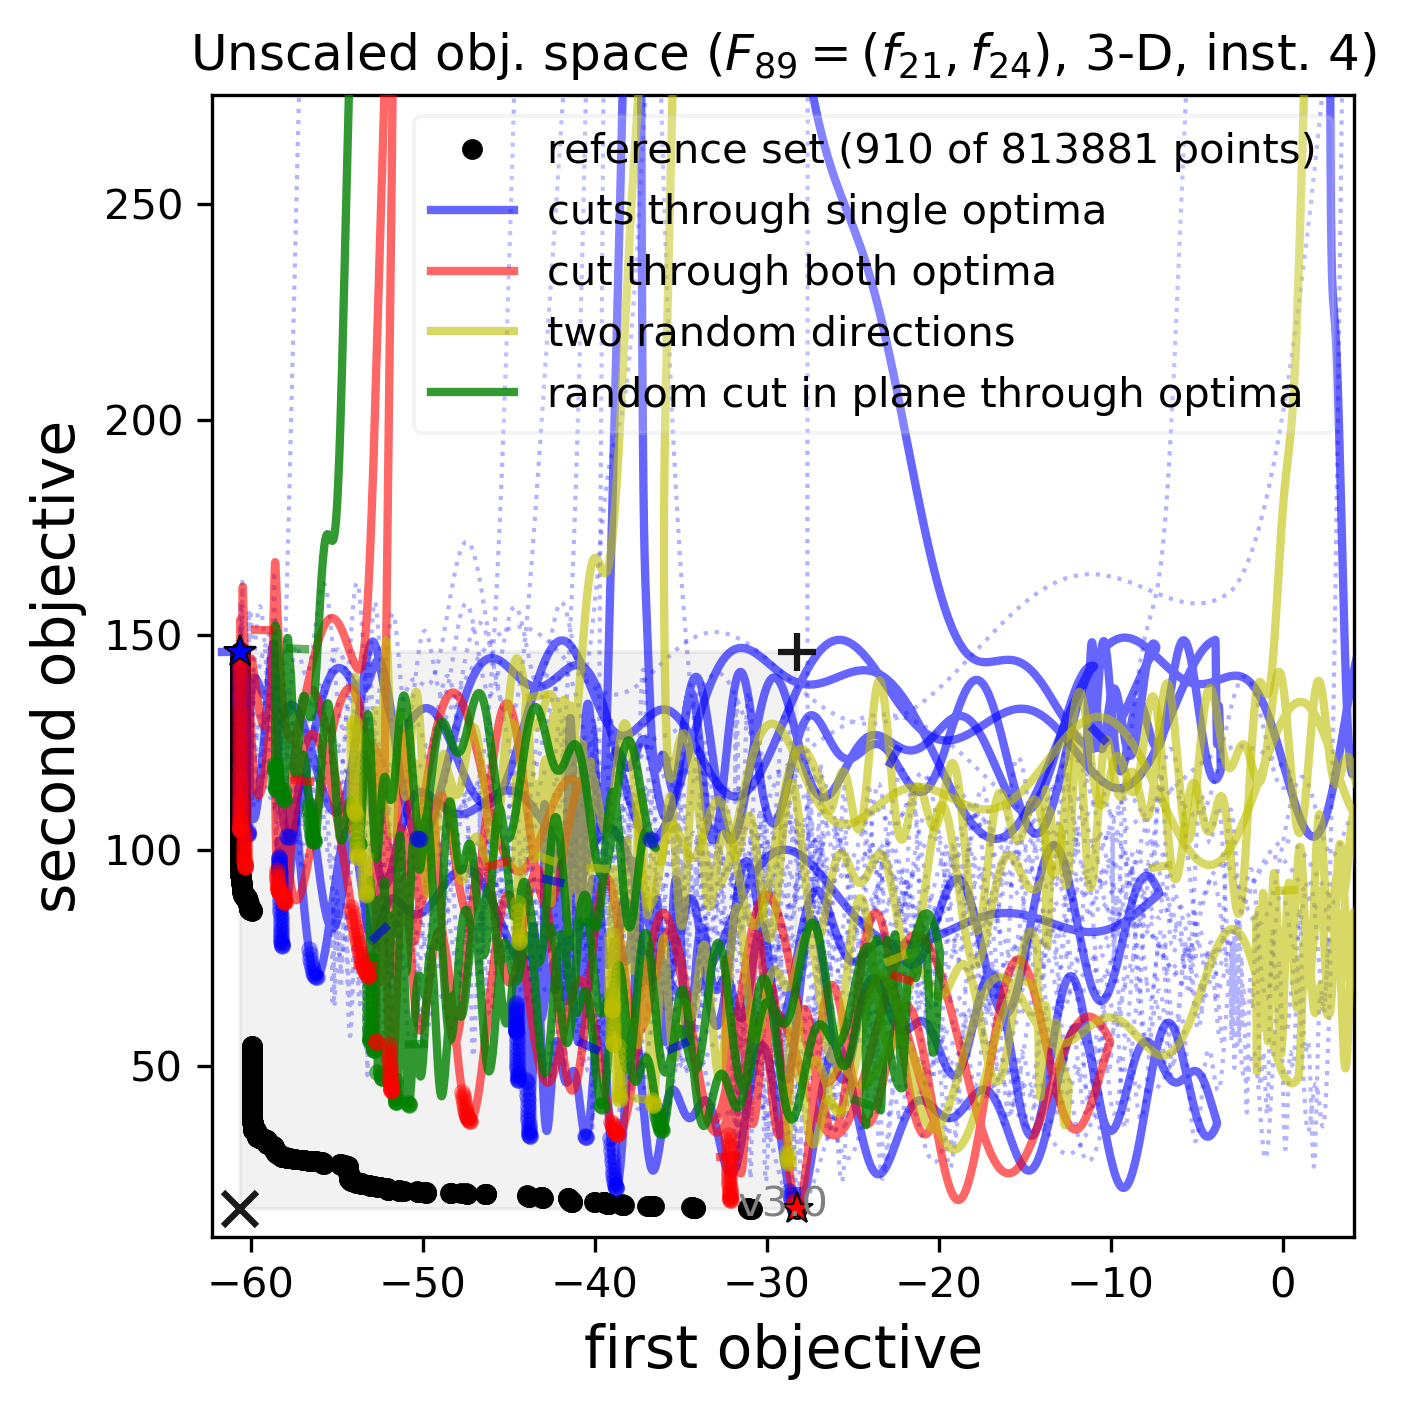 Unscaled obj. space (F₈₉ = (f₂₁, f₂₄), 3-D, inst. 4)
reference set (910 of 813881 points)
cuts through single optima
cut through both optima
two random directions
random cut in plane through optima
second objective
250
200
150
100
50
v3.0
−60 −50 −40 −30 −20 −10 0
first objective